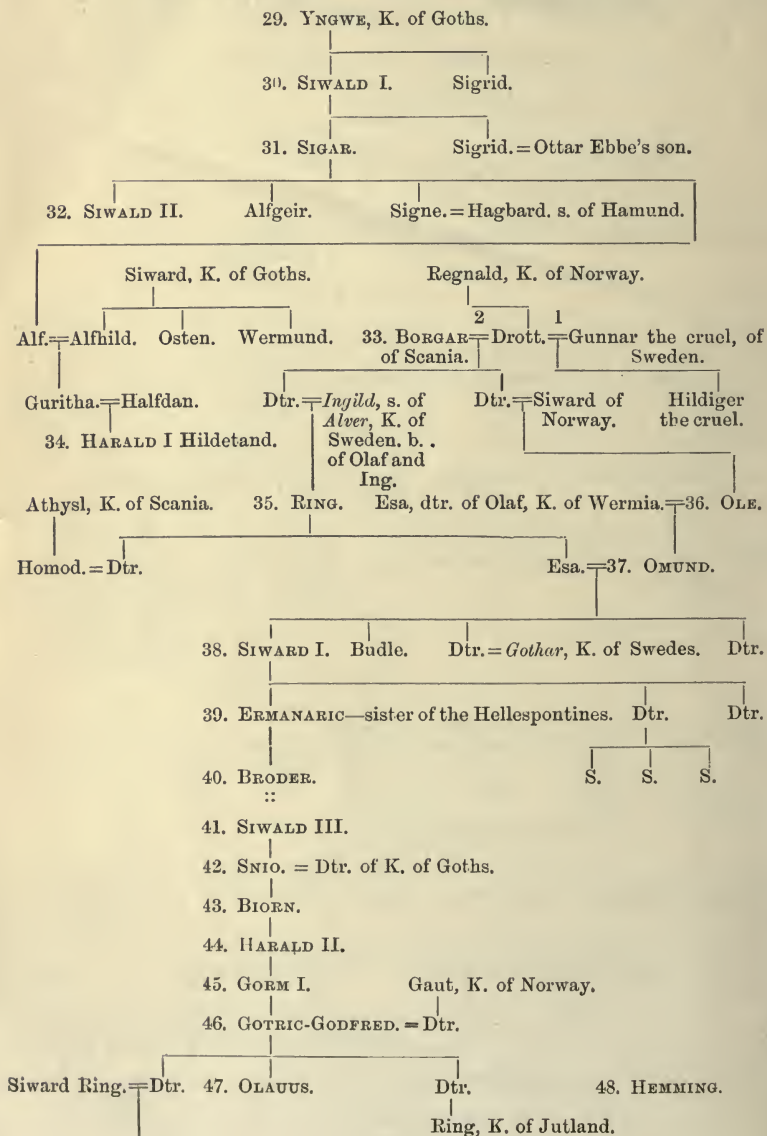 29. YNGWE, K. of Goths.
30. SIWALD I. Sigrid.
31. SIGAR. Sigrid. = Ottar Ebbe's son.
32. SIWALD II. Alfgeir. Signe. = Hagbard. s. of Hamund.
Siward, K. of Goths. Regnald, K. of Norway.
2 1
Alf. = Alfhild. Osten. Wermund. 33. BORGAR = Drott. = Gunnar the cruel, of
of Scania. Sweden.
Guritha. = Halfdan. Dtr. = Ingild, s. of Dtr. = Siward of Hildiger
34. HARALD I Hildetand. Alver, K. of Norway. the cruel.
Sweden. b. .
of Olaf and
Ing.
Athysl, K. of Scania. 35. RING. Esa, dtr. of Olaf, K. of Wermia. = 36. OLE.
Homod. = Dtr. Esa. = 37. OMUND.
38. SIWARD I. Budle. Dtr. = Gothar, K. of Swedes. Dtr.
39. ERMANARIC—sister of the Hellespontines. Dtr. Dtr.
40. BRODER. S. S. S.
::
41. SIWALD III.
42. SNIO. = Dtr. of K. of Goths.
43. BIORN.
44. HARALD II.
45. GORM I. Gaut, K. of Norway.
46. GOTRIC-GODFRED. = Dtr.
Siward Ring. = Dtr. 47. OLAUUS. Dtr. 48. HEMMING.
Ring, K. of Jutland.